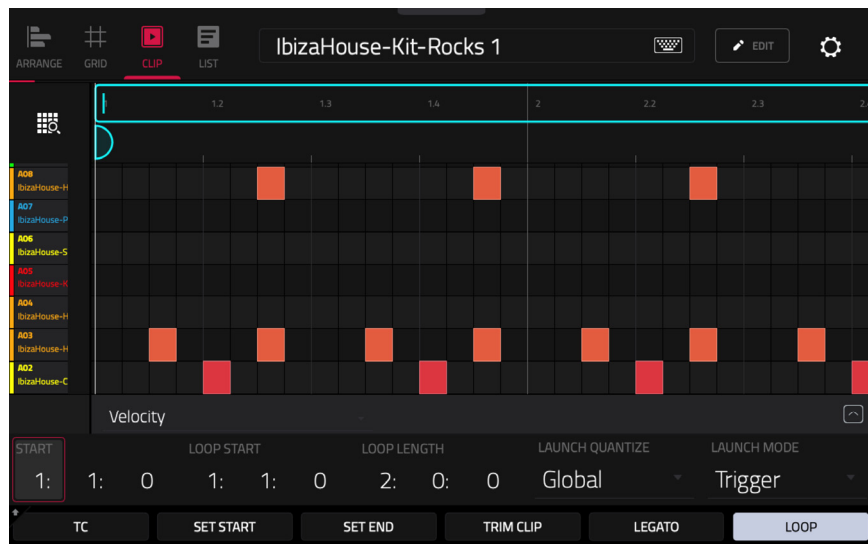 IbizaHouse-Kit-Rocks 1
EDIT
ARRANGE
GRID
CLIP
LIST
1
1.2
1.3
1.4
2
2.2
2.3
A08
IbizaHouse-H
A07
IbizaHouse-P
A06
IbizaHouse-S
A05
IbizaHouse-K
A04
IbizaHouse-H
A03
IbizaHouse-H
A02
IbizaHouse-C
Velocity
START
LOOP START
LOOP LENGTH
LAUNCH QUANTIZE
LAUNCH MODE
1: 1: 0
1: 1: 0
2: 0: 0
Global
Trigger
TC
SET START
SET END
TRIM CLIP
LEGATO
LOOP